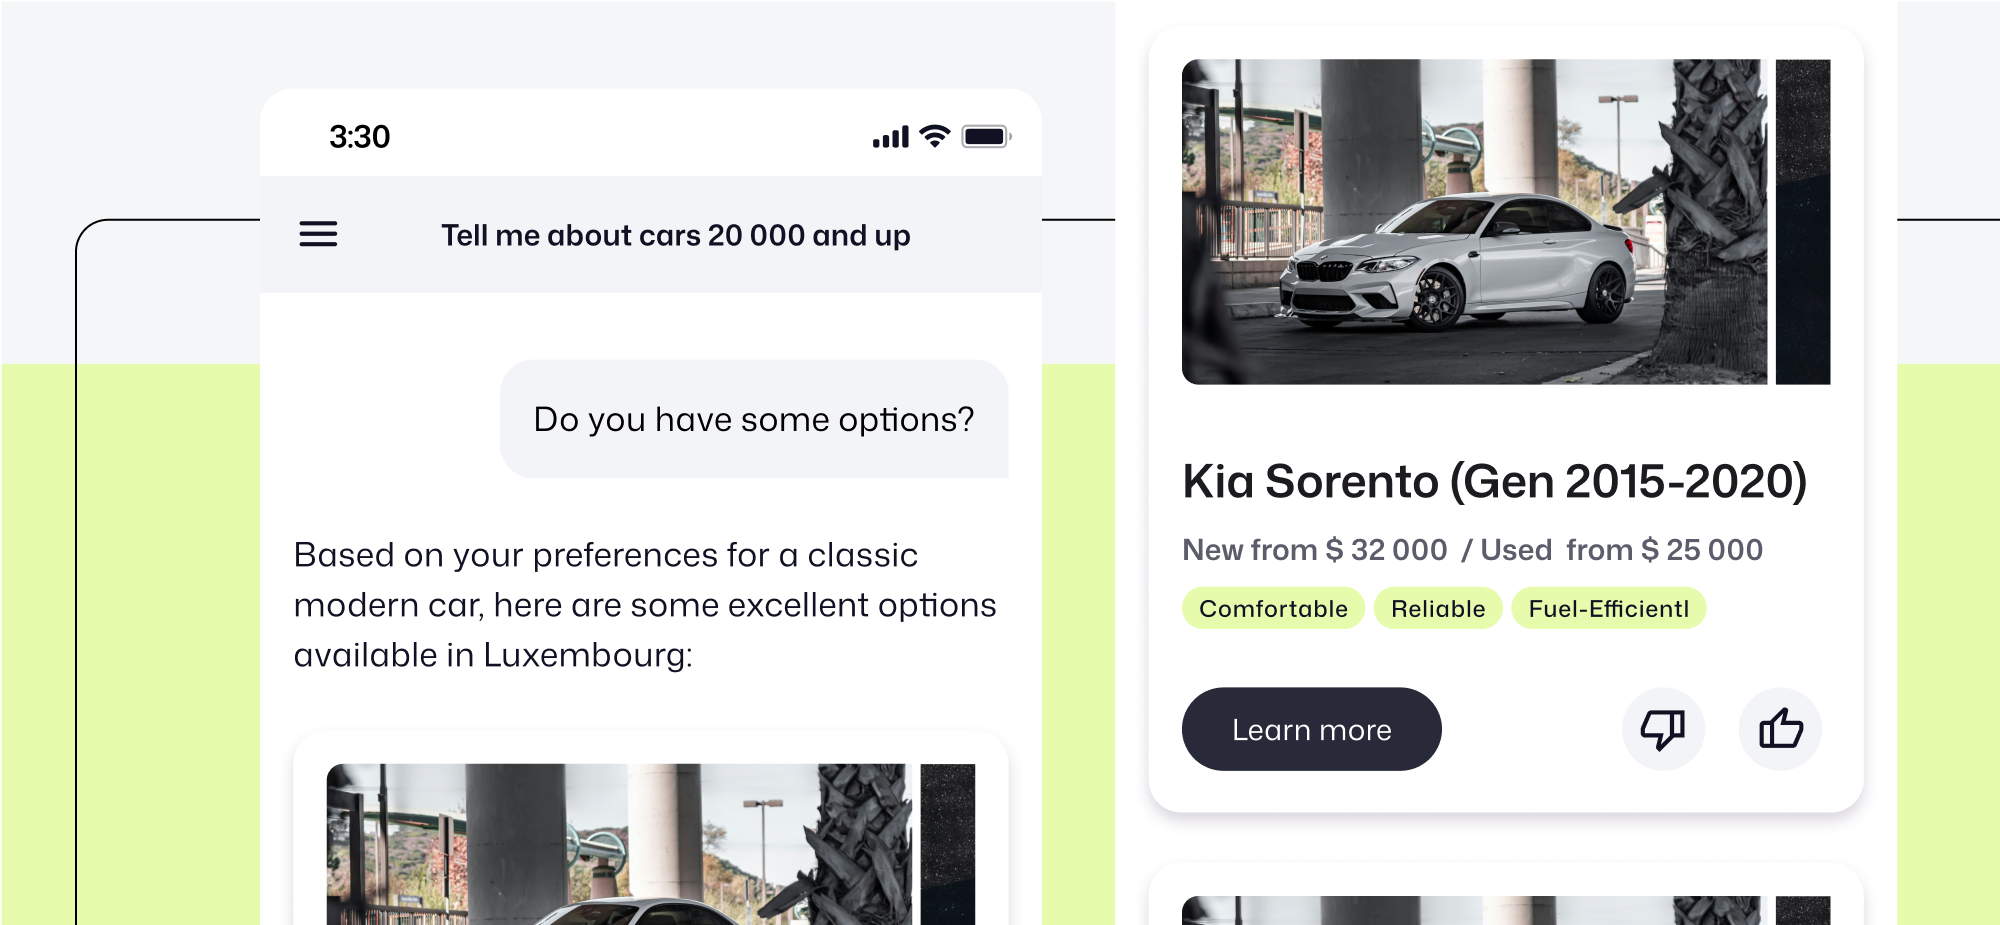 3:30
Tell me about cars 20 000 and up
Do you have some options?
Based on your preferences for a classic
modern car, here are some excellent options
available in Luxembourg:
Kia Sorento (Gen 2015-2020)
New from $ 32 000 / Used from $ 25 000
Comfortable Reliable Fuel-Efficientl
Learn more